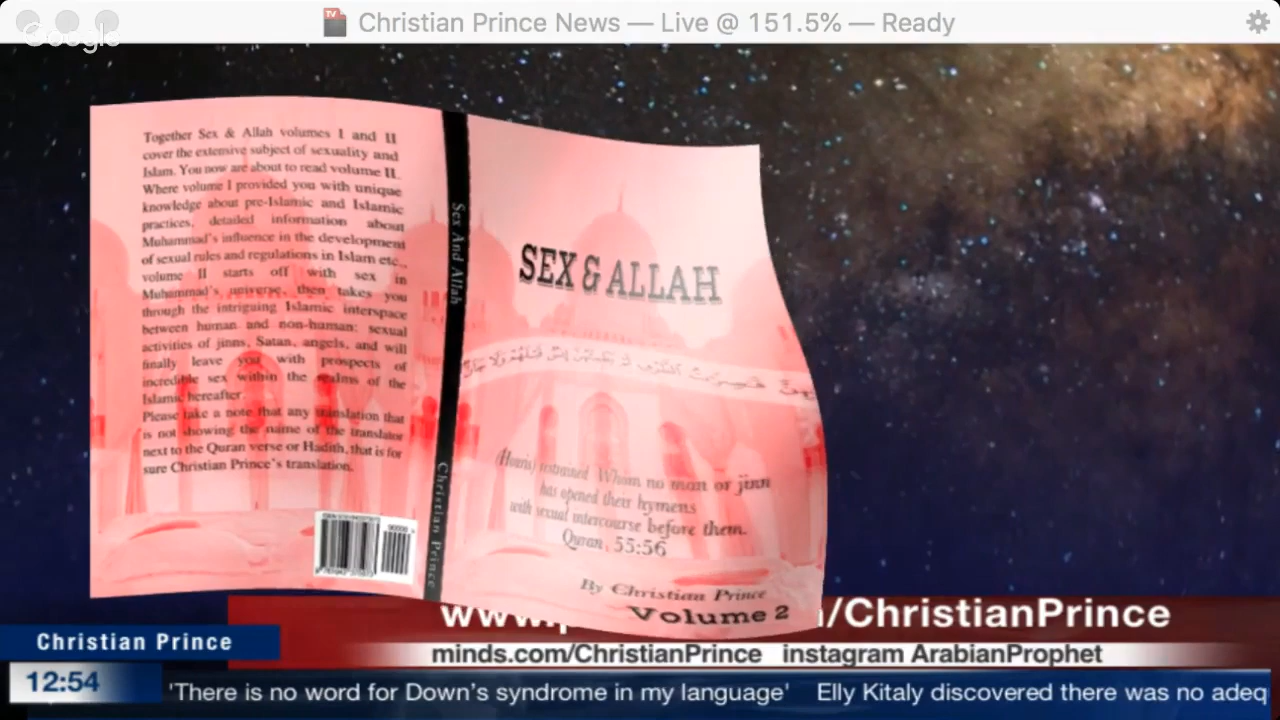 Christian Prince News — Live @ 151.5% — Ready
Google
TV
Together Sex & Allah volumes I and II
cover the extensive subject of sexuality and
Islam. You now are about to read volume II.
Where volume I provided you with unique
knowledge about pre-Islamic and Islamic
practices, detailed information about
Muhammad's influence in the development
of sexual rules and regulations in Islam etc.,
volume II starts off with sex in
Muhammad's universe, then takes you
through the intriguing Islamic interspace
between human and non-human: sexual
activities of jinns, Satan, angels, and will
finally leave you with prospects of
incredible sex within the realms of the
Islamic hereafter.
Please take a note that any translation that
is not showing the name of the translator
next to the Quran verse or Hadith, that is for
sure Christian Prince's translation.
90000
Sex And Allah
Christian Prince
SEX & ALLAH
(Houris) restrained Whom no man or jinn
has opened their hymens
with sexual intercourse before them.
Quran, 55:56
By Christian Prince
Volume 2
www. /ChristianPrince
minds.com/ChristianPrince instagram ArabianProphet
Christian Prince
12:54
'There is no word for Down's syndrome in my language' Elly Kitaly discovered there was no adeq